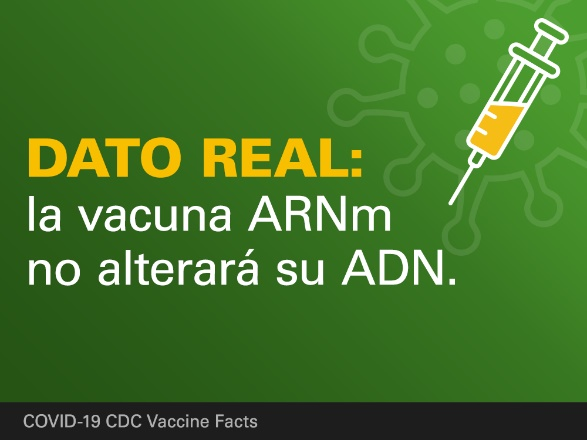 DATO REAL:
la vacuna ARNm
no alterará su ADN.
COVID-19 CDC Vaccine Facts